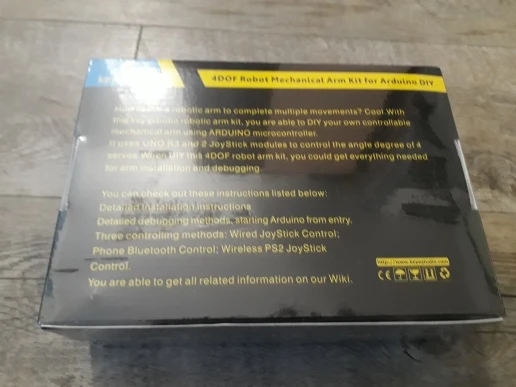 4DOF Robot Mechanical Arm Kit for Arduino DIY
a robotic arm to complete multiple movements? Cool. With
this keyestudio robotic arm kit, you are able to DIY your own controllable
mechanical arm using ARDUINO microcontroller.
It uses UNO R3 and 2 JoyStick modules to control the angle degree of 4
servos. When DIY this 4DOF robot arm kit, you could get everything needed
for arm installation and debugging.
You can check out these instructions listed below:
Detailed installation instructions
Detailed debugging methods, starting Arduino from entry.
Three controlling methods: Wired JoyStick Control;
Phone Bluetooth Control; Wireless PS2 JoyStick
Control.
You are able to get all related information on our Wiki.
http://www.keyestudio.com
CE